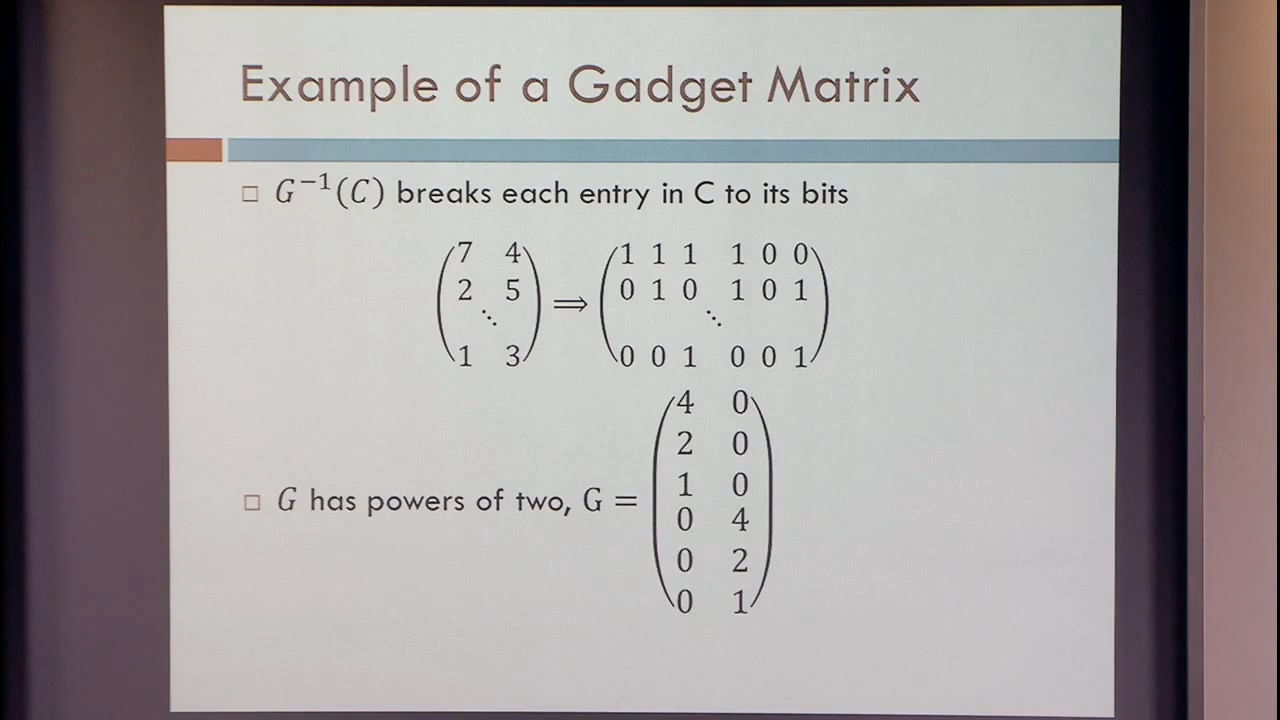 Example of a Gadget Matrix
□ G⁻¹(C) breaks each entry in C to its bits
7 4 1 1 1 1 0 0
2 5 ⟹ 0 1 0 1 0 1
⋱ ⋱
1 3 0 0 1 0 0 1
4 0
2 0
1 0
□ G has powers of two, G =
0 4
0 2
0 1